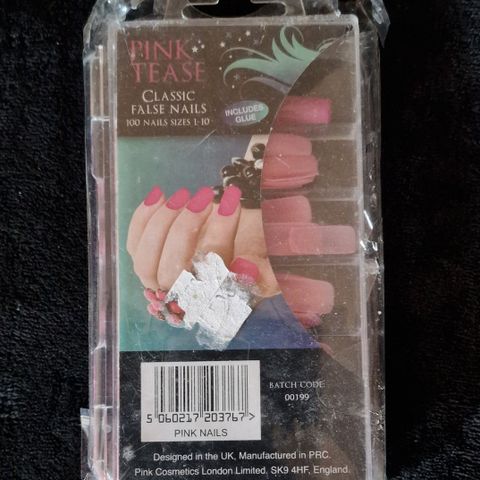 PINK
TEASE
CLASSIC
FALSE NAILS
100 NAILS SIZES 1-10
INCLUDES
GLUE
BATCH CODE
00199
5 060217 203767 >
PINK NAILS
Designed in the UK, Manufactured in PRC.
Pink Cosmetics London Limited. SK9 4HF, England.